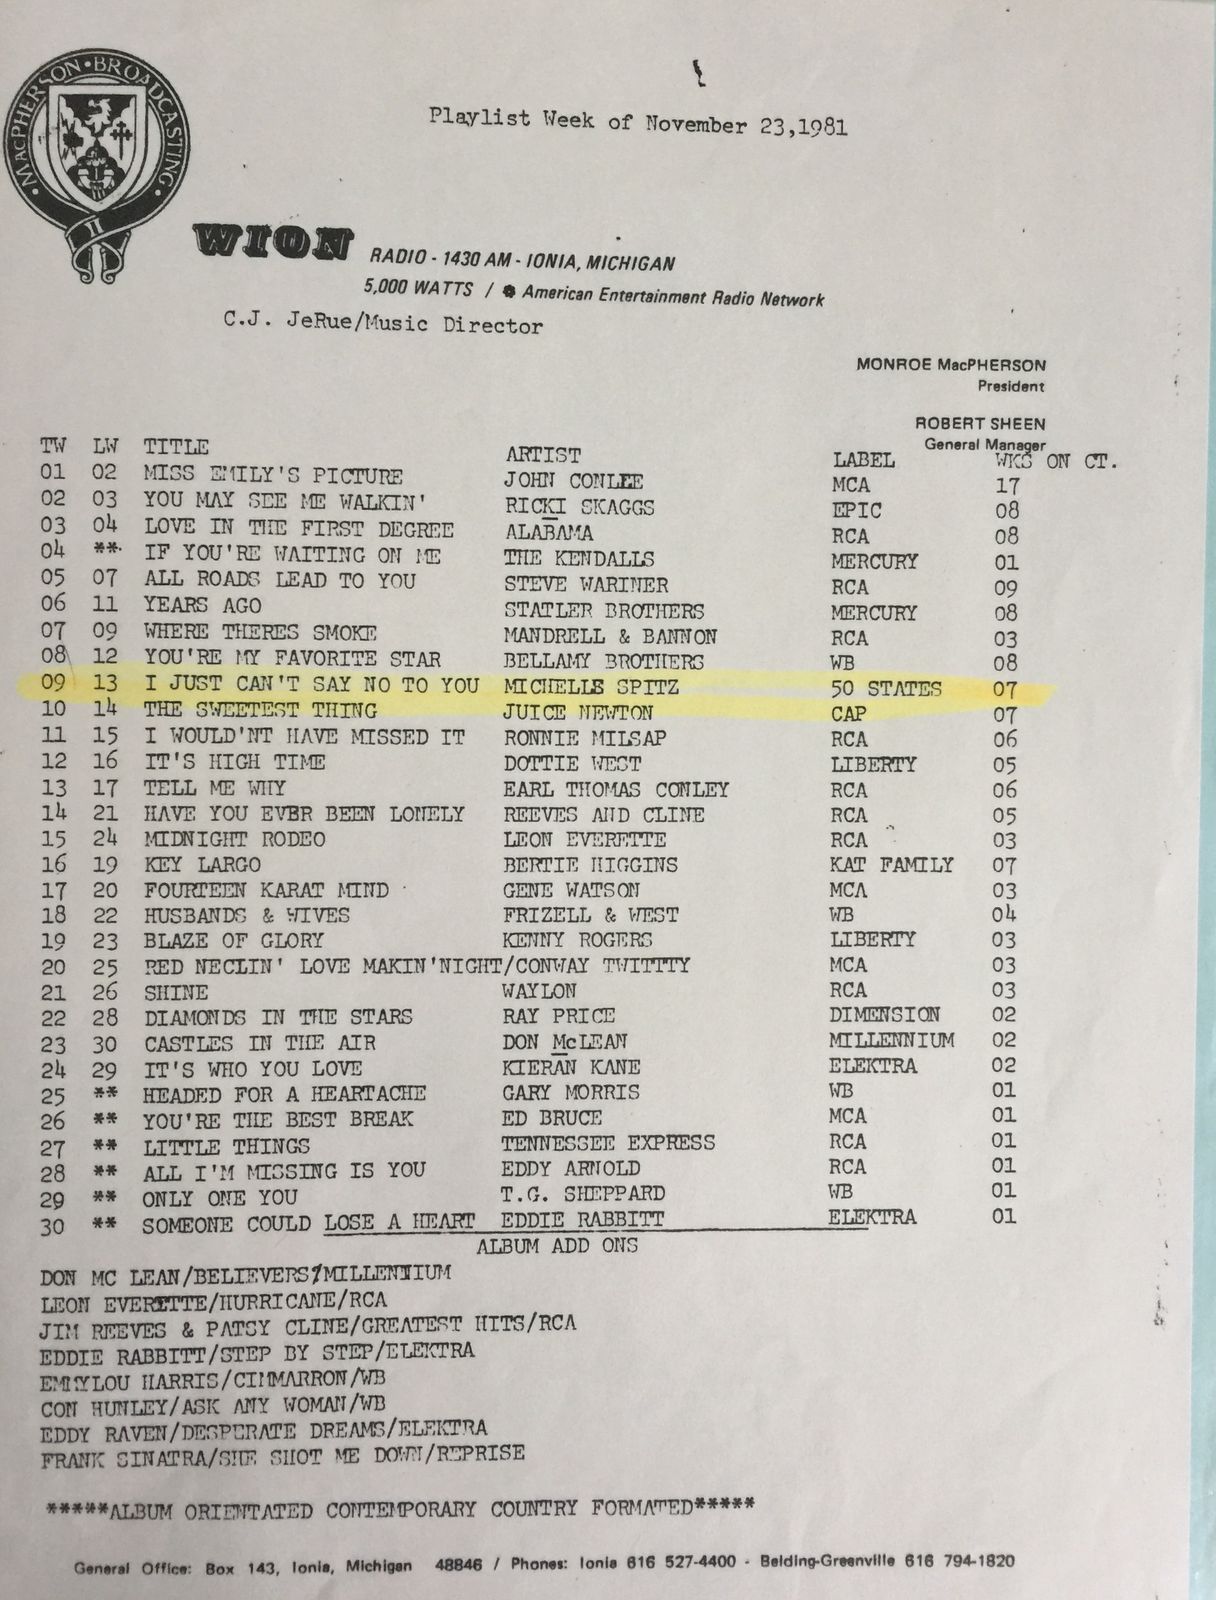 MACPHERSON • BROADCASTING
II
Playlist Week of November 23,1981
WION RADIO - 1430 AM - IONIA, MICHIGAN
5,000 WATTS / American Entertainment Radio Network
C.J. JeRue/Music Director
MONROE MacPHERSON
President
ROBERT SHEEN
General Manager
TW LW TITLE ARTIST LABEL WKS ON CT.
01 02 MISS EMILY'S PICTURE JOHN CONLEE MCA 17
02 03 YOU MAY SEE ME WALKIN' RICKI SKAGGS EPIC 08
03 04 LOVE IN THE FIRST DEGREE ALABAMA RCA 08
04 ** IF YOU'RE WAITING ON ME THE KENDALLS MERCURY 01
05 07 ALL ROADS LEAD TO YOU STEVE WARINER RCA 09
06 11 YEARS AGO STATLER BROTHERS MERCURY 08
07 09 WHERE THERES SMOKE MANDRELL & BANNON RCA 03
08 12 YOU'RE MY FAVORITE STAR BELLAMY BROTHERS WB 08
09 13 I JUST CAN'T SAY NO TO YOU MICHELLE SPITZ 50 STATES 07
10 14 THE SWEETEST THING JUICE NEWTON CAP 07
11 15 I WOULD'NT HAVE MISSED IT RONNIE MILSAP RCA 06
12 16 IT'S HIGH TIME DOTTIE WEST LIBERTY 05
13 17 TELL ME WHY EARL THOMAS CONLEY RCA 06
14 21 HAVE YOU EVER BEEN LONELY REEVES AND CLINE RCA 05
15 24 MIDNIGHT RODEO LEON EVERETTE RCA 03
16 19 KEY LARGO BERTIE HIGGINS KAT FAMILY 07
17 20 FOURTEEN KARAT MIND GENE WATSON MCA 03
18 22 HUSBANDS & WIVES FRIZELL & WEST WB 04
19 23 BLAZE OF GLORY KENNY ROGERS LIBERTY 03
20 25 RED NECLIN' LOVE MAKIN'NIGHT/CONWAY TWITTTY MCA 03
21 26 SHINE WAYLON RCA 03
22 28 DIAMONDS IN THE STARS RAY PRICE DIMENSION 02
23 30 CASTLES IN THE AIR DON McLEAN MILLENNIUM 02
24 29 IT'S WHO YOU LOVE KIERAN KANE ELEKTRA 02
25 ** HEADED FOR A HEARTACHE GARY MORRIS WB 01
26 ** YOU'RE THE BEST BREAK ED BRUCE MCA 01
27 ** LITTLE THINGS TENNESSEE EXPRESS RCA 01
28 ** ALL I'M MISSING IS YOU EDDY ARNOLD RCA 01
29 ** ONLY ONE YOU T.G. SHEPPARD WB 01
30 ** SOMEONE COULD LOSE A HEART EDDIE RABBITT ELEKTRA 01
ALBUM ADD ONS
DON MC LEAN/BELIEVERS/MILLENNIUM
LEON EVERETTE/HURRICANE/RCA
JIM REEVES & PATSY CLINE/GREATEST HITS/RCA
EDDIE RABBITT/STEP BY STEP/ELEKTRA
EMMYLOU HARRIS/CIMMARRON/WB
CON HUNLEY/ASK ANY WOMAN/WB
EDDY RAVEN/DESPERATE DREAMS/ELEKTRA
FRANK SINATRA/SHE SHOT ME DOWN/REPRISE
*****ALBUM ORIENTATED CONTEMPORARY COUNTRY FORMATED*****
General Office: Box 143, Ionia, Michigan 48846 / Phones: Ionia 616 527-4400 - Belding-Greenville 616 794-1820